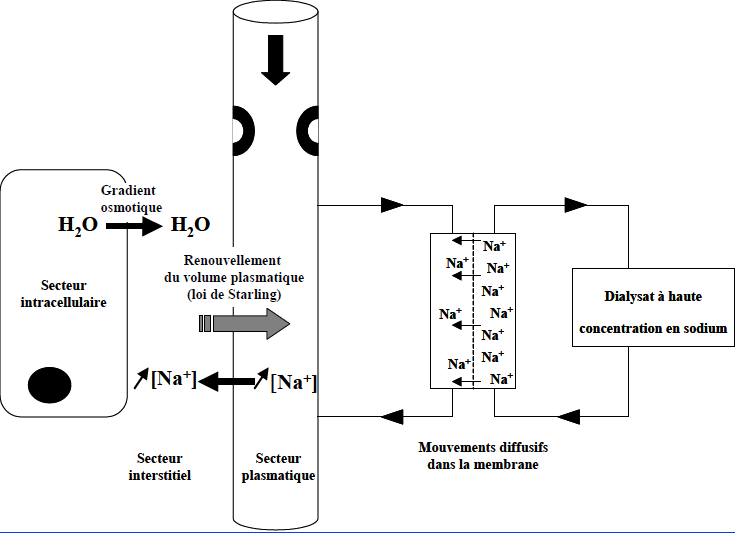 Gradient
osmotique
H₂O
H₂O
Secteur
intracellulaire
Renouvellement
du volume plasmatique
(loi de Starling)
[Na⁺]
[Na⁺]
Secteur
interstitiel
Secteur
plasmatique
Na⁺
Na⁺
Na⁺
Na⁺
Na⁺
Na⁺
Na⁺
Na⁺
Na⁺
Na⁺
Mouvements diffusifs
dans la membrane
Dialysat à haute
concentration en sodium